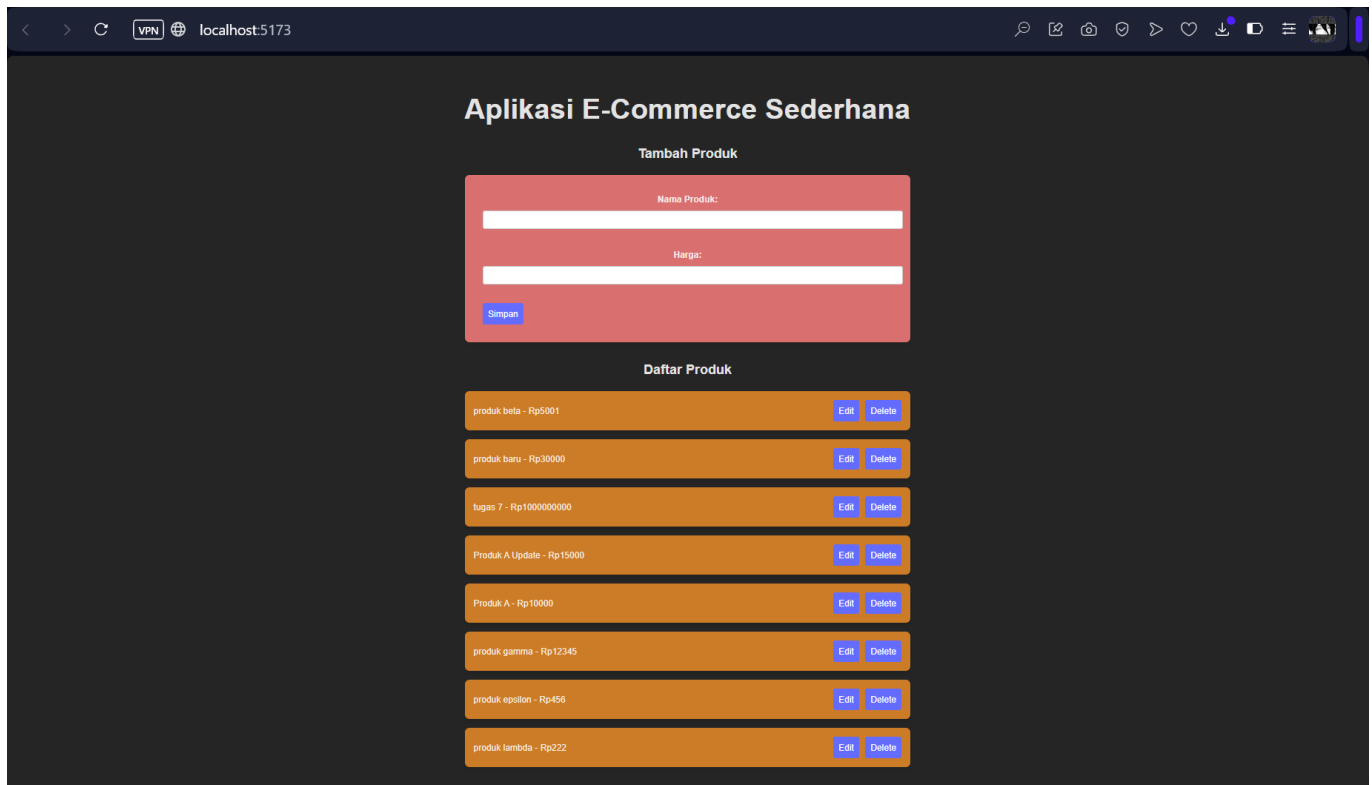 VPN localhost:5173
Aplikasi E-Commerce Sederhana
Tambah Produk
Nama Produk:
Harga:
Simpan
Daftar Produk
produk beta - Rp5001 Edit Delete
produk baru - Rp30000 Edit Delete
tugas 7 - Rp1000000000 Edit Delete
Produk A Update - Rp15000 Edit Delete
Produk A - Rp10000 Edit Delete
produk gamma - Rp12345 Edit Delete
produk epsilon - Rp456 Edit Delete
produk lambda - Rp222 Edit Delete